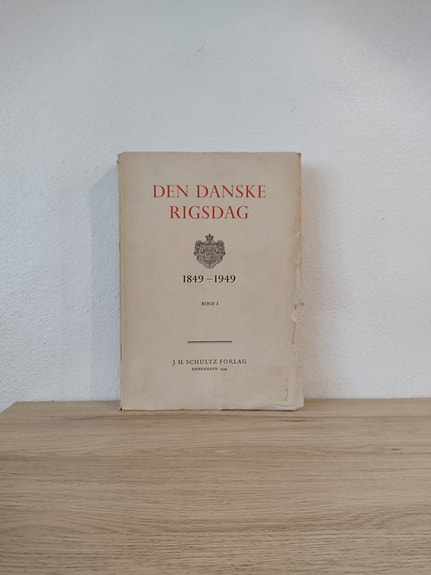 DEN DANSKE
RIGSDAG
1849–1949
BIND I
J. H. SCHULTZ FORLAG
KØBENHAVN